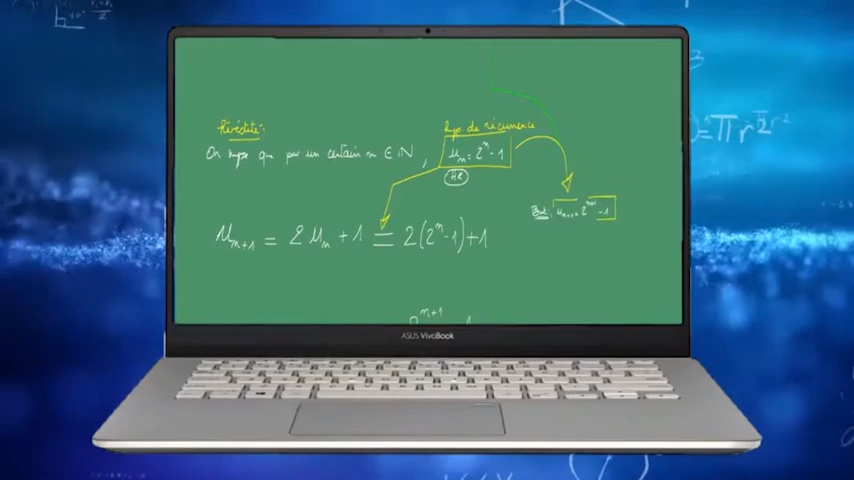 Hérédité :
Hyp de récurrence
On supp que pour un certain n ∈ ℕ, uₙ = 2ⁿ - 1
HR
But : uₙ₊₁ = 2ⁿ⁺¹ - 1
uₙ₊₁ = 2uₙ + 1 = 2(2ⁿ - 1) + 1
ASUS VivoBook